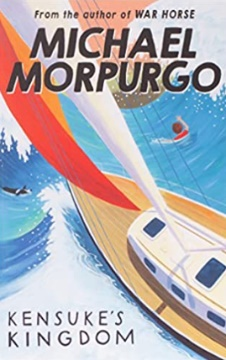 From the author of WAR HORSE
MICHAEL
MORPURGO
KENSUKE'S
KINGDOM